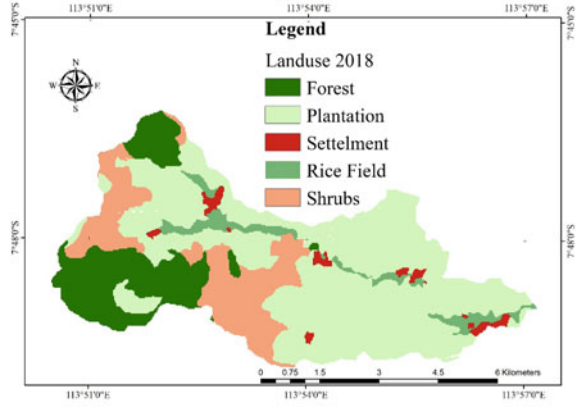 113°51'0"E 113°54'0"E 113°57'0"E
7°45'0"S
7°45'0"S
Legend
Landuse 2018
N
W E
S
Forest
Plantation
Settelment
Rice Field
Shrubs
7°48'0"S
7°48'0"S
0 0.75 1.5 3 4.5 6 Kilometers
113°51'0"E 113°54'0"E 113°57'0"E